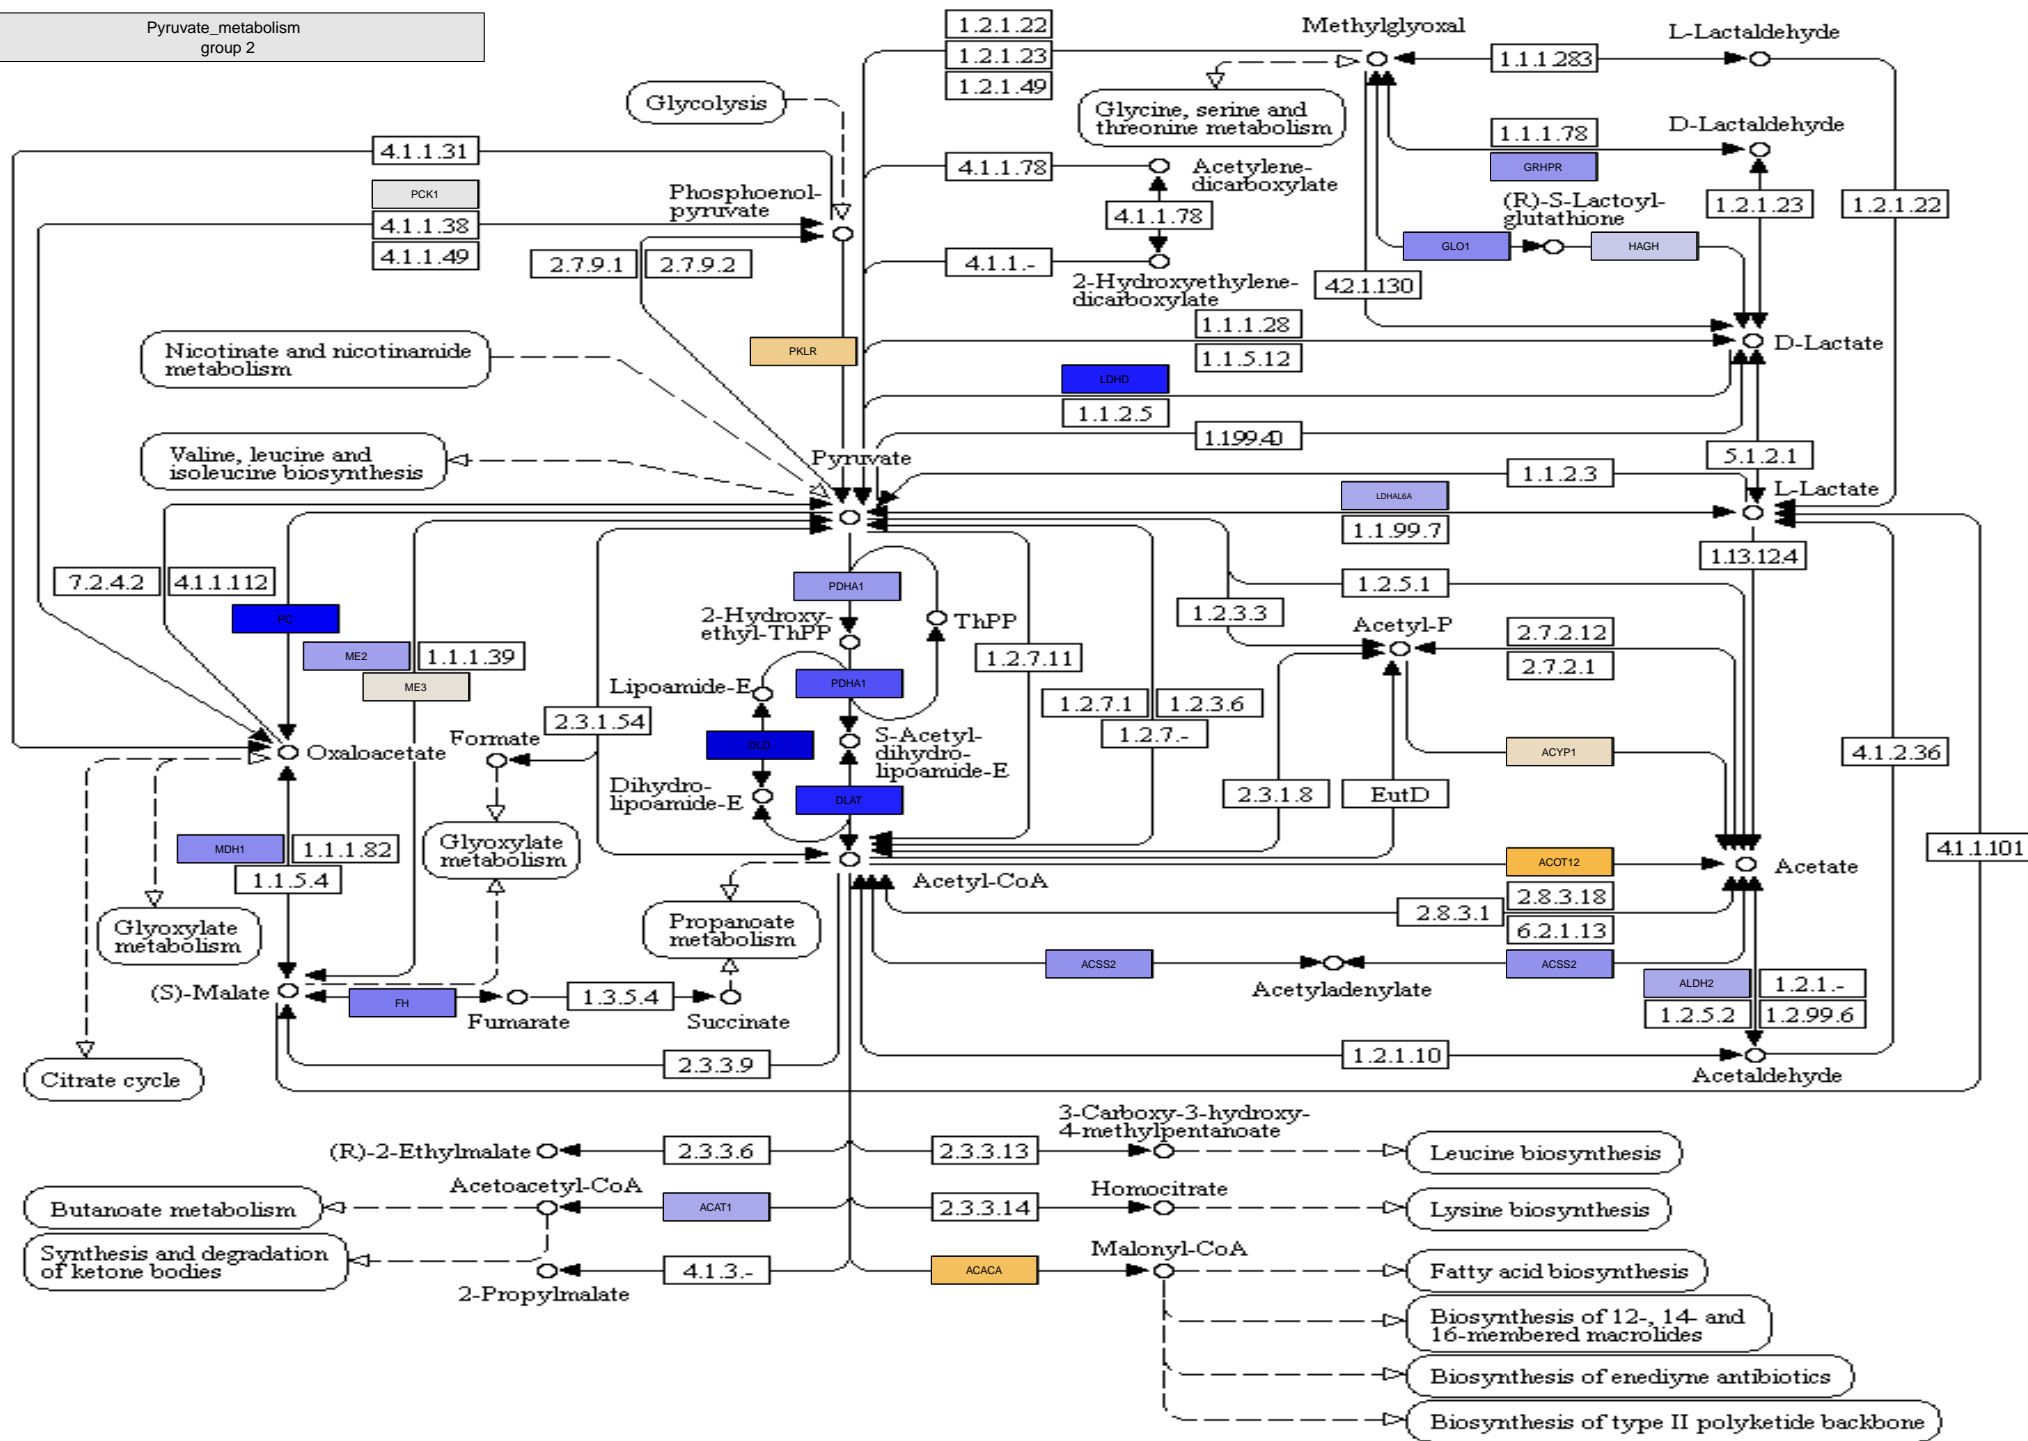 Pyruvate_metabolism
group 2
1.2.1.22
1.2.1.23
1.2.1.49
Methylglyoxal
L-Lactaldehyde
1.1.1.283
Glycolysis
Glycine, serine and
threonine metabolism
1.1.1.78
GRHPR
D-Lactaldehyde
4.1.1.31
PCK1
4.1.1.38
4.1.1.49
Phosphoenol-
pyruvate
4.1.1.78
Acetylene-
dicarboxylate
4.1.1.78
4.1.1.-
2-Hydroxyethylene-
dicarboxylate
(R)-S-Lactoyl-
glutathione
1.2.1.23
1.2.1.22
GLO1
HAGH
2.7.9.1
2.7.9.2
4.2.1.130
Nicotinate and nicotinamide
metabolism
PKLR
1.1.1.28
1.1.5.12
D-Lactate
LDHD
1.1.2.5
Valine, leucine and
isoleucine biosynthesis
Pyruvate
1.1.99.40
5.1.2.1
1.1.2.3
L-Lactate
LDHAL6A
1.1.99.7
1.13.12.4
7.2.4.2
4.1.1.112
PC
PDHA1
2-Hydroxy-
ethyl-ThPP
ThPP
1.2.5.1
1.2.3.3
Acetyl-P
2.7.2.12
2.7.2.1
ME2
1.1.1.39
ME3
1.2.7.11
Lipoamide-E
PDHA1
2.3.1.54
1.2.7.1
1.2.3.6
1.2.7.-
Oxaloacetate
Formate
DLD
S-Acetyl-
dihydro-
lipoamide-E
ACYP1
4.1.2.36
Dihydro-
lipoamide-E
DLAT
2.3.1.8
EutD
MDH1
1.1.1.82
1.1.5.4
Glyoxylate
metabolism
4.1.1.101
Acetyl-CoA
ACOT12
Acetate
2.8.3.18
2.8.3.1
6.2.1.13
Glyoxylate
metabolism
Propanoate
metabolism
ACSS2
Acetyladenylate
ACSS2
(S)-Malate
FH
Fumarate
1.3.5.4
Succinate
ALDH2
1.2.1.-
1.2.5.2
1.2.99.6
2.3.3.9
1.2.1.10
Acetaldehyde
Citrate cycle
(R)-2-Ethylmalate
2.3.3.6
2.3.3.13
3-Carboxy-3-hydroxy-
4-methylpentanoate
Leucine biosynthesis
Butanoate metabolism
Acetoacetyl-CoA
ACAT1
2.3.3.14
Homocitrate
Lysine biosynthesis
Synthesis and degradation
of ketone bodies
4.1.3.-
2-Propylmalate
ACACA
Malonyl-CoA
Fatty acid biosynthesis
Biosynthesis of 12-, 14- and
16-membered macrolides
Biosynthesis of enediyne antibiotics
Biosynthesis of type II polyketide backbone